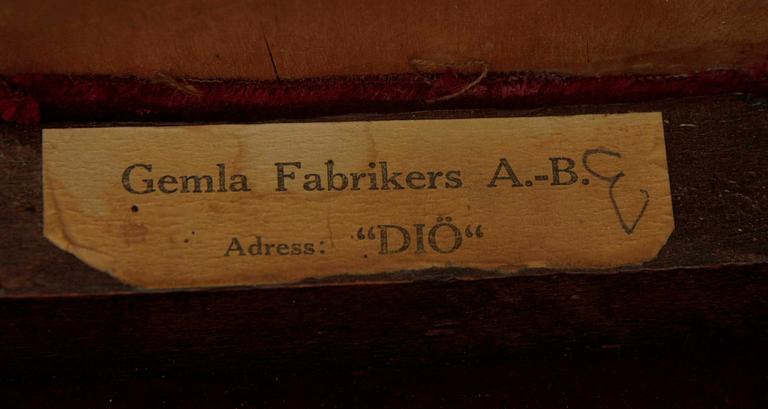 Gemla Fabrikers A.-B.
Adress: “DIÖ“